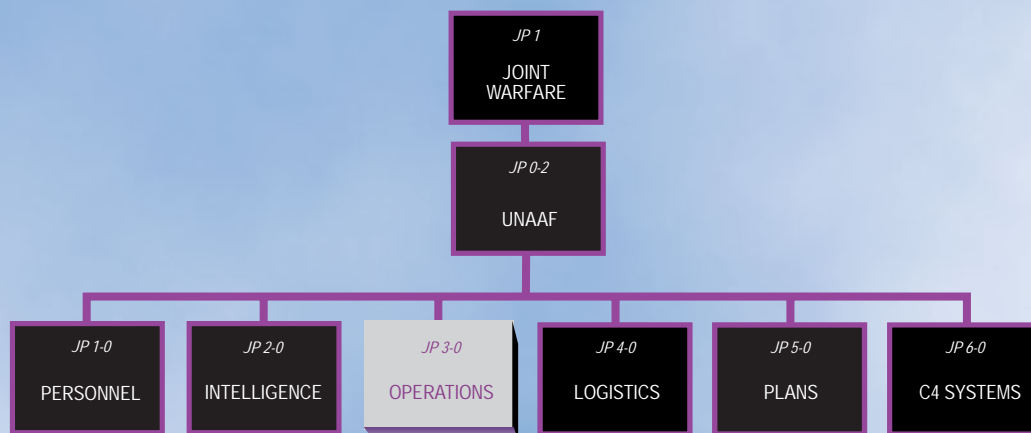 JP 1
JOINT
WARFARE
JP 0-2
UNAAF
JP 1-0
PERSONNEL
JP 2-0
INTELLIGENCE
JP 3-0
OPERATIONS
JP 4-0
LOGISTICS
JP 5-0
PLANS
JP 6-0
C4 SYSTEMS